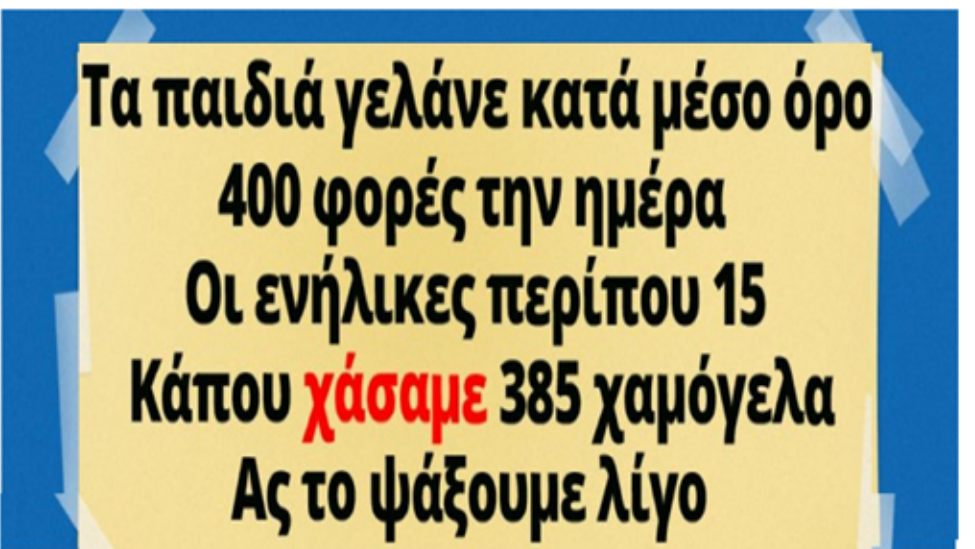 Τα παιδιά γελάνε κατά μέσο όρο
400 φορές την ημέρα
Οι ενήλικες περίπου 15
Κάπου χάσαμε 385 χαμόγελα
Ας το ψάξουμε λίγο